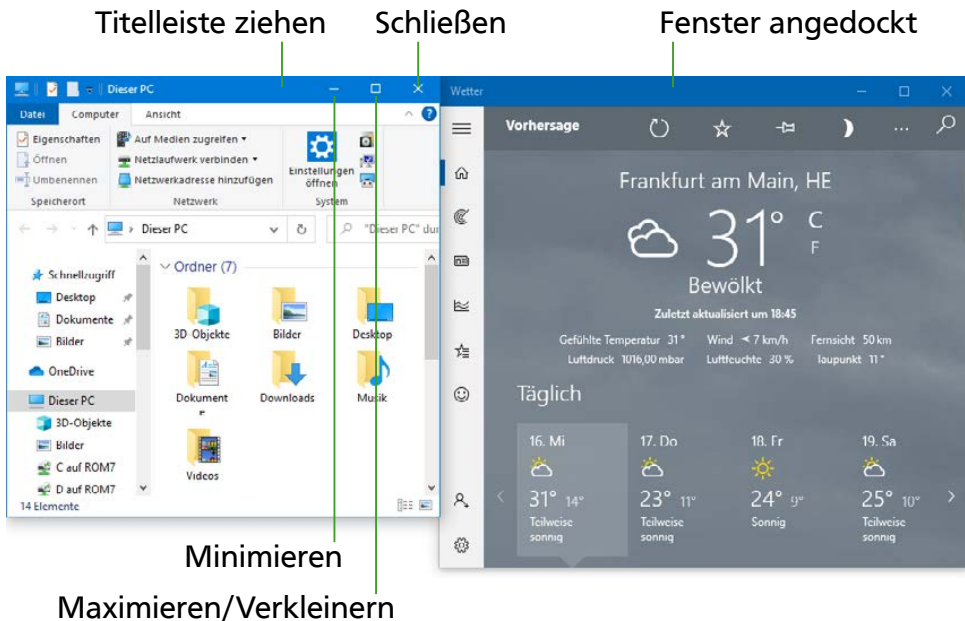 Titelleiste ziehen Schließen Fenster angedockt
Dieser PC
Datei Computer Ansicht
Eigenschaften
Öffnen
Umbenennen
Speicherort
Auf Medien zugreifen
Netzlaufwerk verbinden
Netzwerkadresse hinzufügen
Netzwerk
Einstellungen
öffnen
System
Dieser PC
"Dieser PC" dur
Schnellzugriff
Desktop
Dokumente
Bilder
OneDrive
Dieser PC
3D-Objekte
Bilder
C auf ROM7
D auf ROM7
14 Elemente
Ordner (7)
3D-Objekte Bilder Desktop
Dokument
e
Downloads Musik
Videos
Wetter
Vorhersage
Frankfurt am Main, HE
31° C
F
Bewölkt
Zuletzt aktualisiert um 18:45
Gefühlte Temperatur 31° Wind < 7 km/h Fernsicht 50 km
Luftdruck 1016,00 mbar Luftfeuchte 30 % Taupunkt 11°
Täglich
16. Mi 17. Do 18. Fr 19. Sa
31° 14° 23° 11° 24° 9° 25° 10°
Teilweise Teilweise Sonnig Teilweise
sonnig sonnig sonnig
Minimieren
Maximieren/Verkleinern